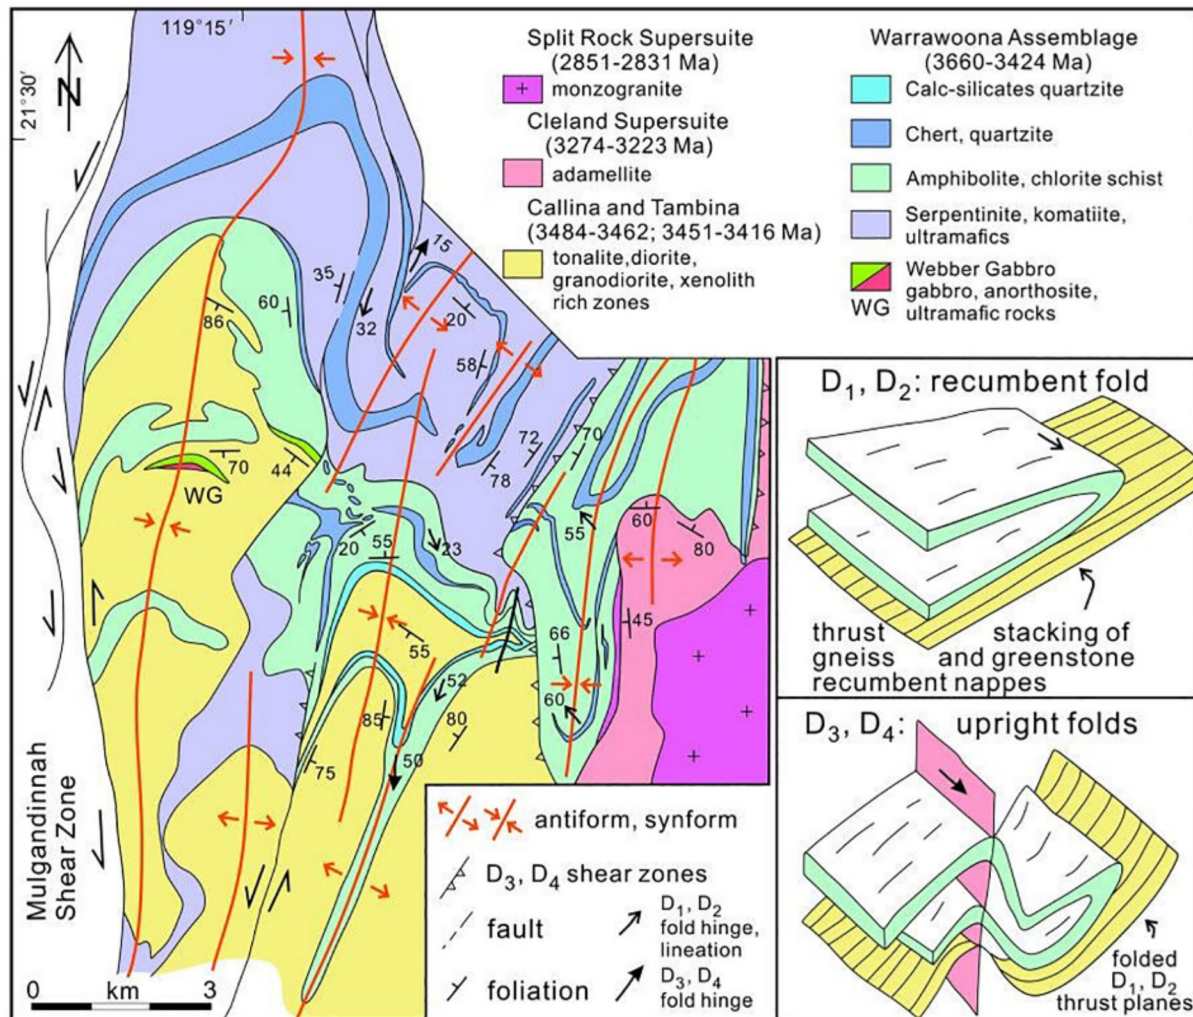 119°15'
21°30'
N
Split Rock Supersuite
(2851-2831 Ma)
monzogranite
Cleland Supersuite
(3274-3223 Ma)
adamellite
Callina and Tambina
(3484-3462; 3451-3416 Ma)
tonalite,diorite,
granodiorite, xenolith
rich zones
Warrawoona Assemblage
(3660-3424 Ma)
Calc-silicates quartzite
Chert, quartzite
Amphibolite, chlorite schist
Serpentinite, komatiite,
ultramafics
Webber Gabbro
gabbro, anorthosite,
ultramafic rocks
WG
15
35
60
32
86
20
58
72
70
78
70
44
WG
55
60
80
20
55
23
66
45
55
52
60
85
80
50
75
Mulgandinnah
Shear Zone
0 km 3
antiform, synform
D3, D4 shear zones
fault
foliation
D1, D2
fold hinge,
lineation
D3, D4
fold hinge
D1, D2: recumbent fold
thrust stacking of
gneiss and greenstone
recumbent nappes
D3, D4: upright folds
folded
D1, D2
thrust planes